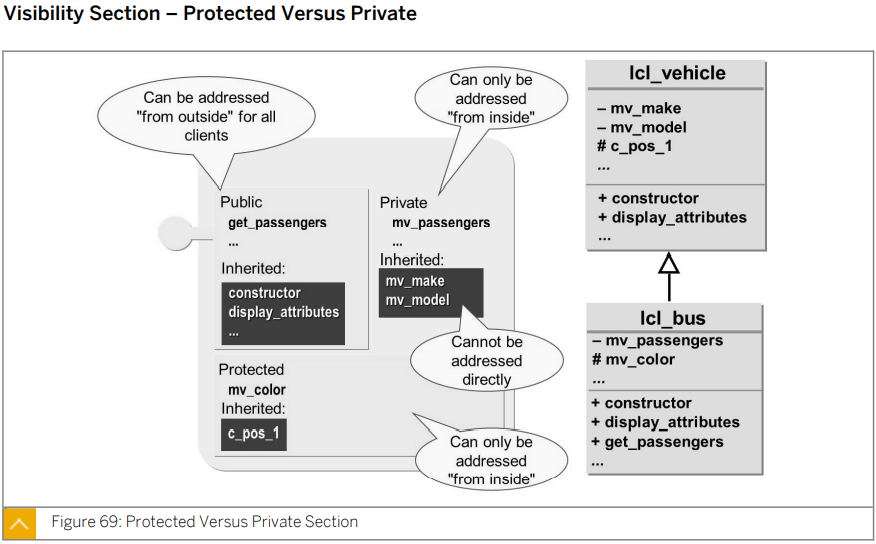 Visibility Section – Protected Versus Private
Can be addressed
"from outside" for all
clients
Can only be
addressed
"from inside"
Public
get_passengers
...
Inherited:
constructor
display_attributes
...
Private
mv_passengers
...
Inherited:
mv_make
mv_model
Cannot be
addressed
directly
Protected
mv_color
Inherited:
c_pos_1
Can only be
addressed
"from inside"
lcl_vehicle
– mv_make
– mv_model
# c_pos_1
...
+ constructor
+ display_attributes
...
lcl_bus
– mv_passengers
# mv_color
...
+ constructor
+ display_attributes
+ get_passengers
...
Figure 69: Protected Versus Private Section